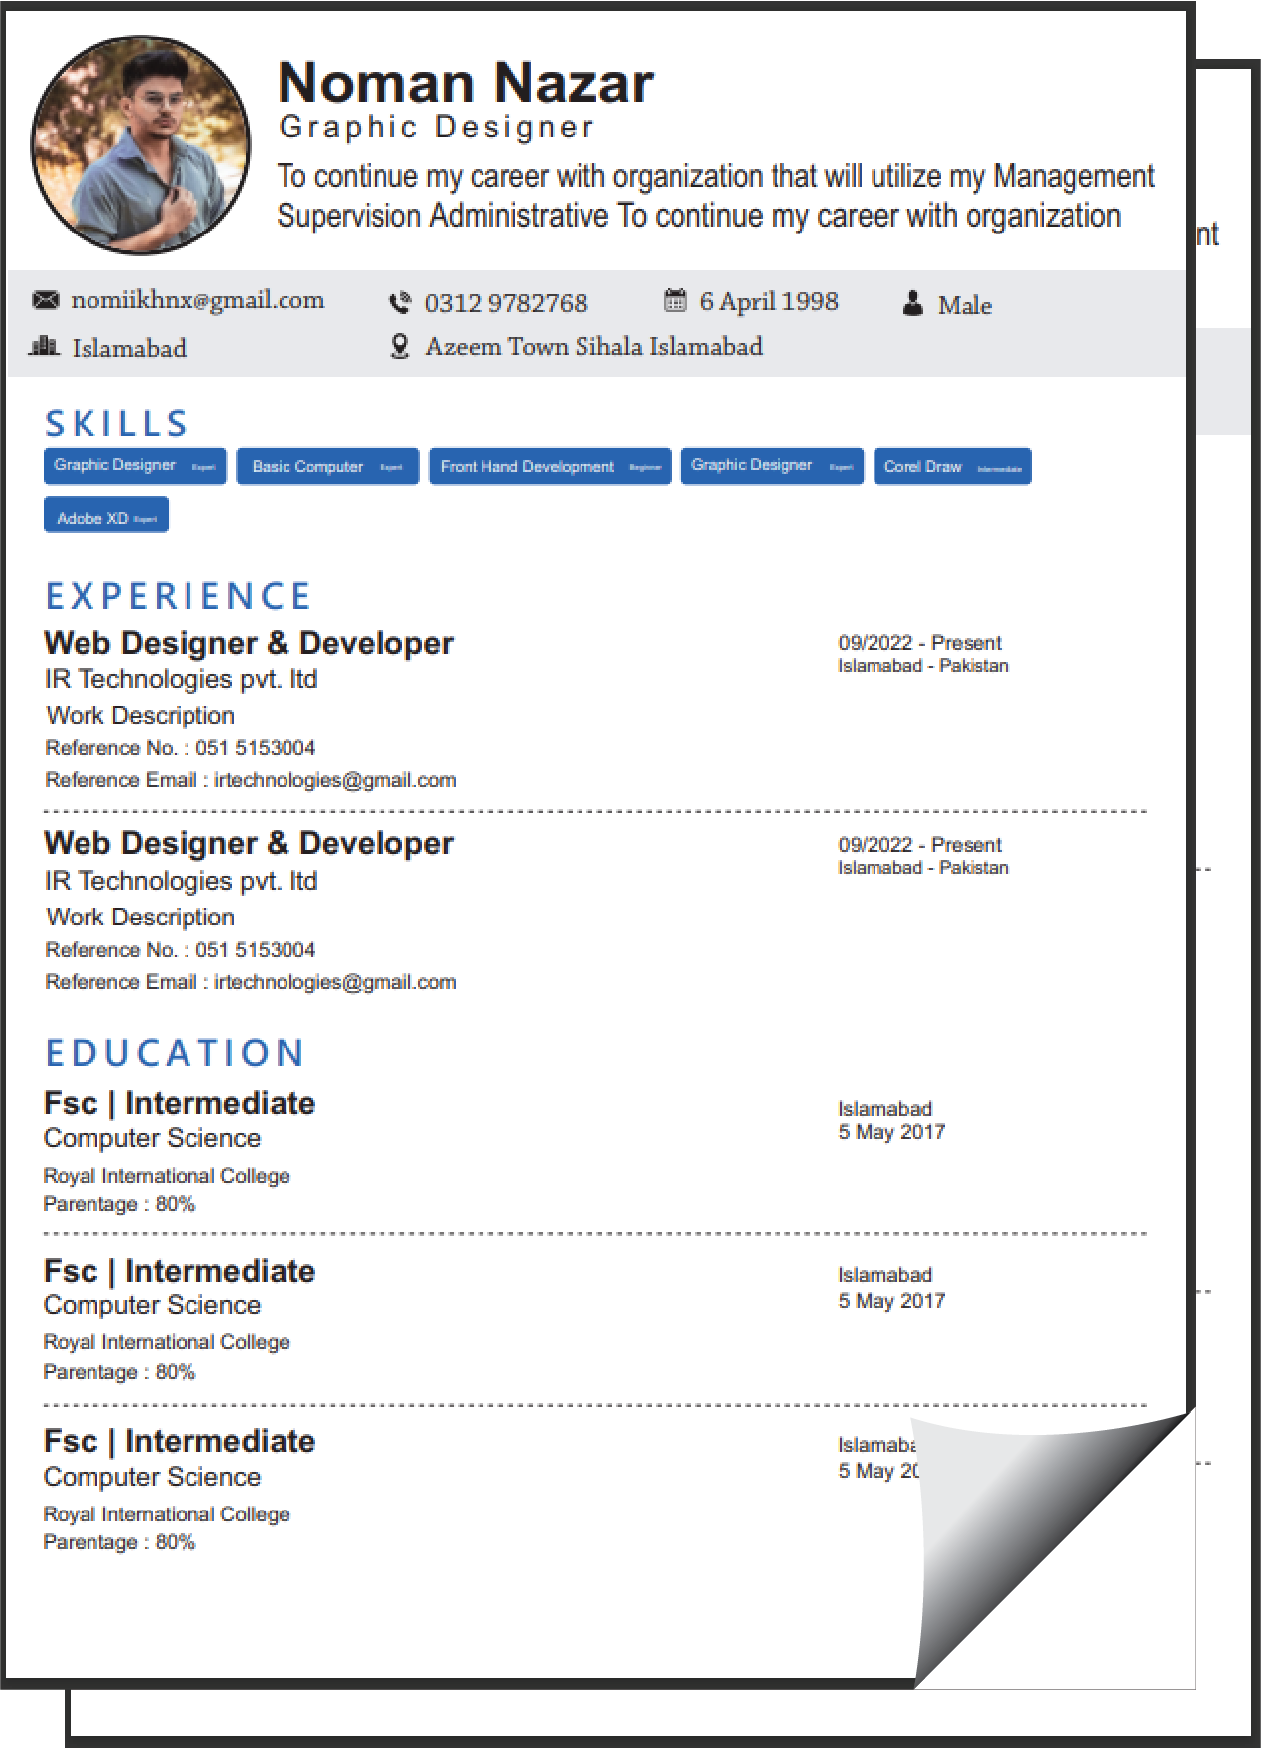 Noman Nazar
Graphic Designer
To continue my career with organization that will utilize my Management
Supervision Administrative To continue my career with organization
nt
nomiikhnx@gmail.com 0312 9782768 6 April 1998 Male
Islamabad Azeem Town Sihala Islamabad
SKILLS
Graphic Designer Expert Basic Computer Expert Front Hand Development Beginner Graphic Designer Expert Corel Draw Intermediate
Adobe XD Expert
EXPERIENCE
Web Designer & Developer 09/2022 - Present
IR Technologies pvt. ltd Islamabad - Pakistan
Work Description
Reference No. : 051 5153004
Reference Email : irtechnologies@gmail.com
Web Designer & Developer 09/2022 - Present
IR Technologies pvt. ltd Islamabad - Pakistan
Work Description
Reference No. : 051 5153004
Reference Email : irtechnologies@gmail.com
EDUCATION
Fsc | Intermediate Islamabad
Computer Science 5 May 2017
Royal International College
Parentage : 80%
Fsc | Intermediate Islamabad
Computer Science 5 May 2017
Royal International College
Parentage : 80%
Fsc | Intermediate Islamaba
Computer Science 5 May 20
Royal International College
Parentage : 80%